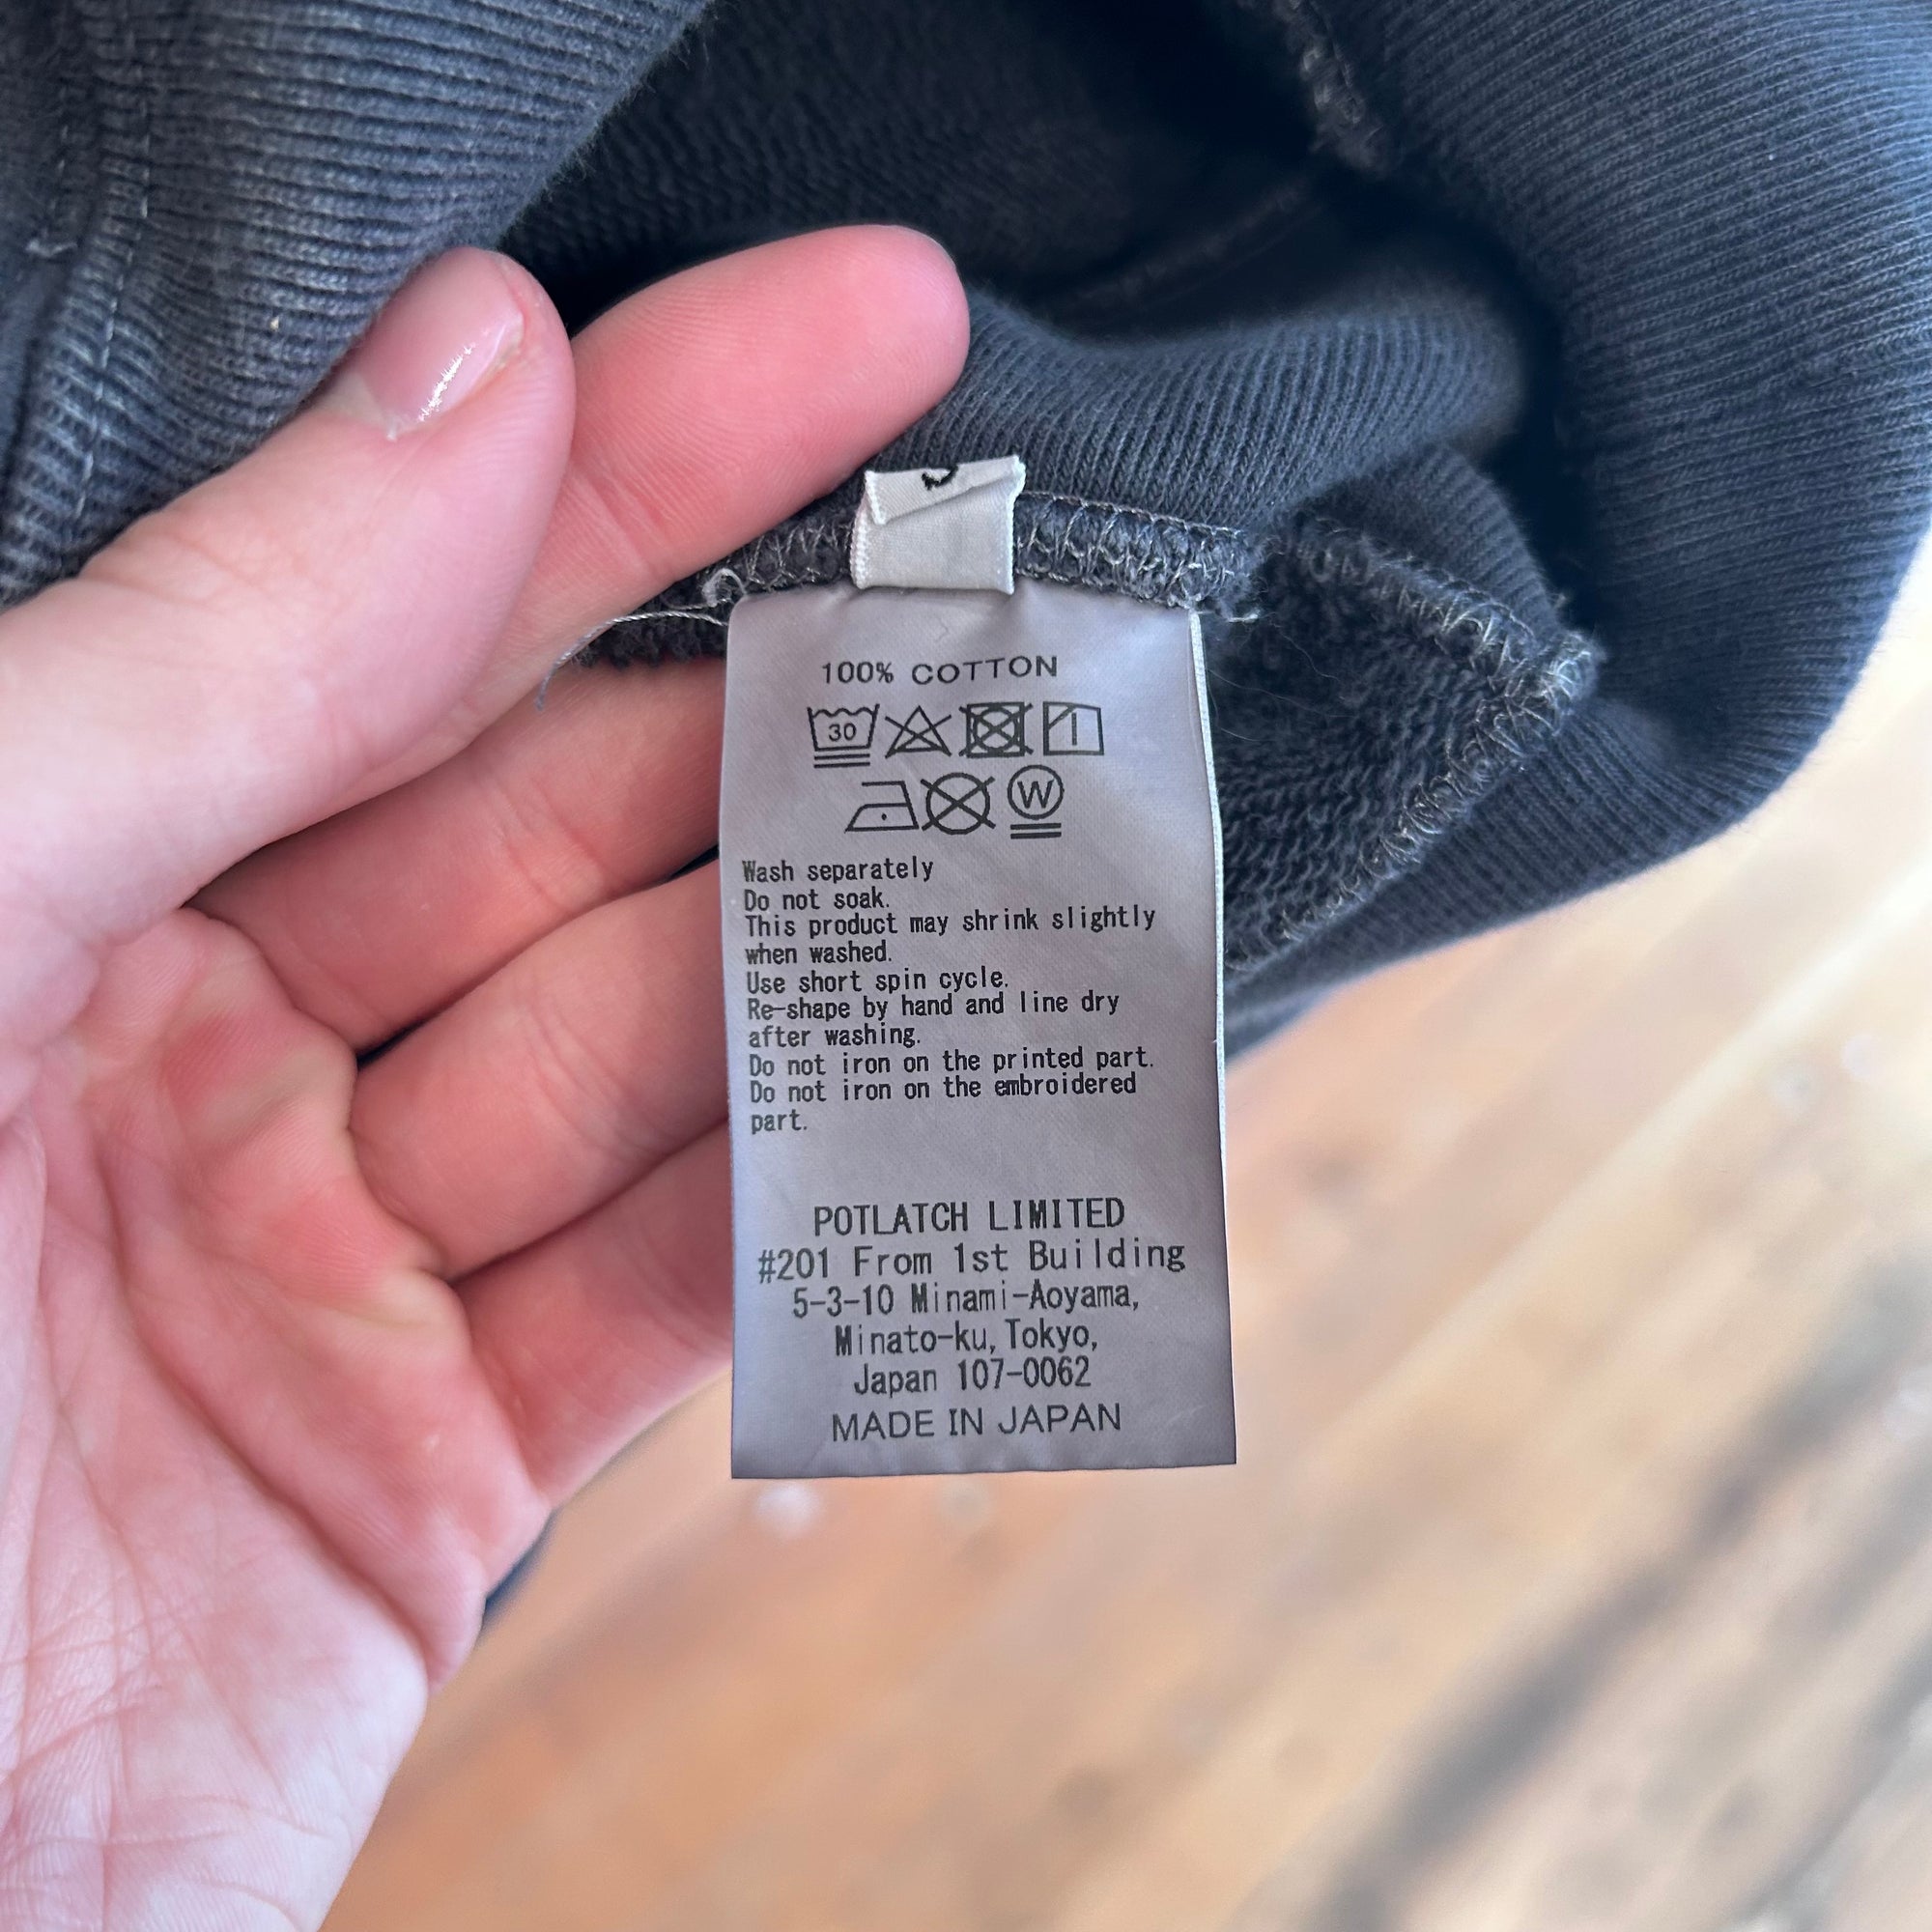 100% COTTON
30
W
Wash separately
Do not soak.
This product may shrink slightly
when washed.
Use short spin cycle.
Re-shape by hand and line dry
after washing.
Do not iron on the printed part.
Do not iron on the embroidered
part.
POTLATCH LIMITED
#201 From 1st Building
5-3-10 Minami-Aoyama,
Minato-ku, Tokyo,
Japan 107-0062
MADE IN JAPAN